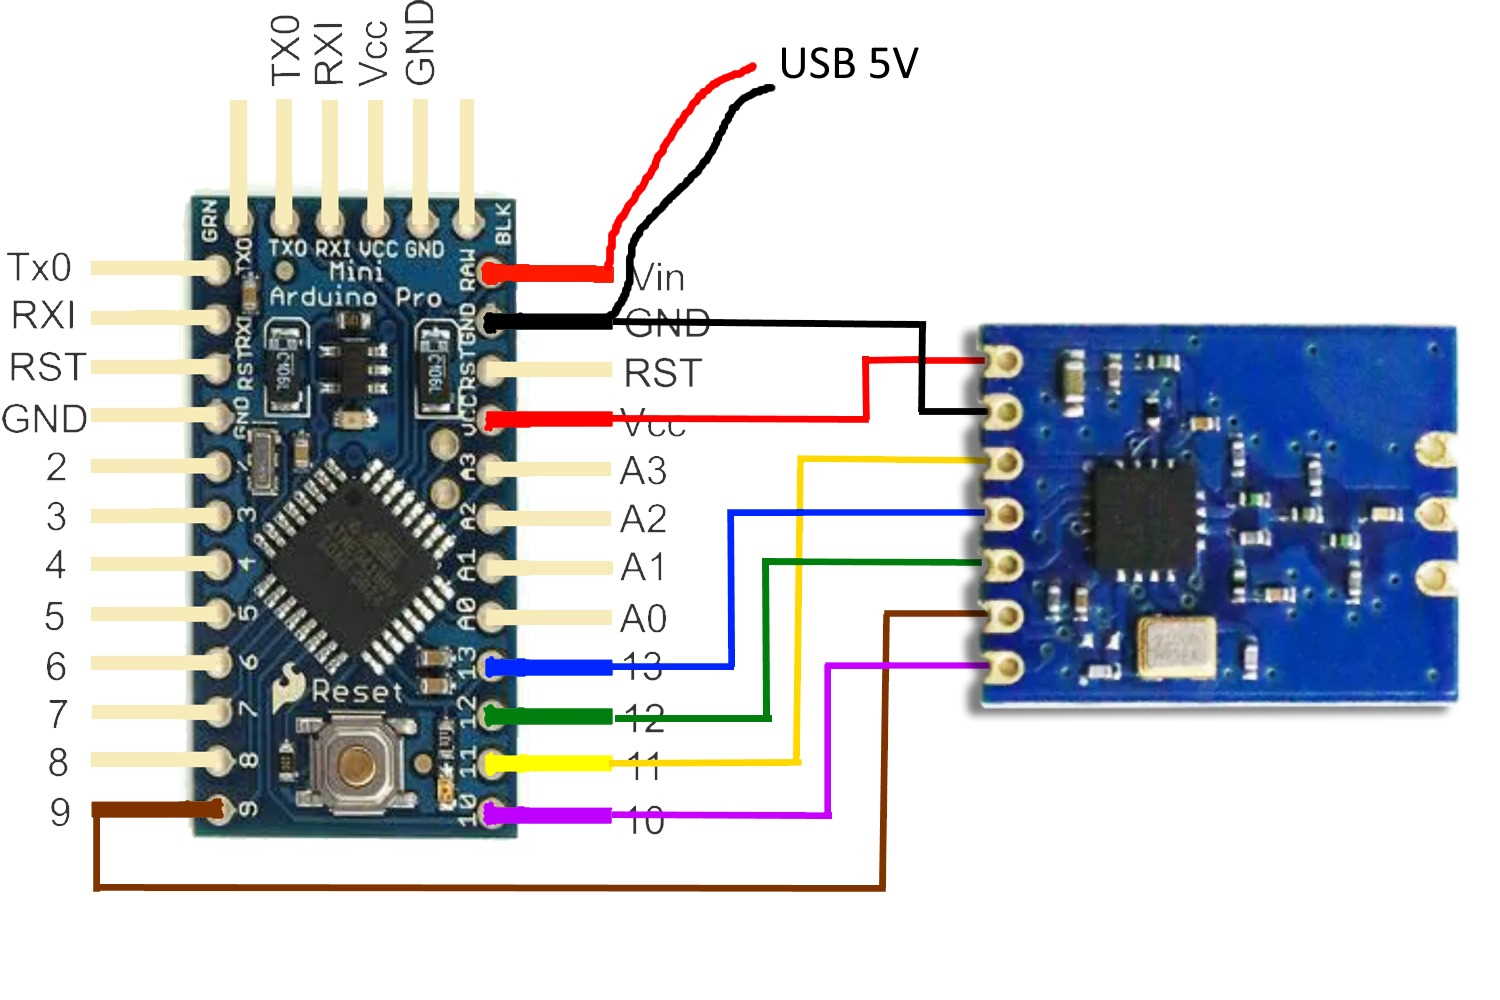 TX0
RXI
Vcc
GND
USB 5V
GRN
BLK
TXO RXI VCC GND
Mini
Arduino Pro
Tx0
RXI
RST
GND
2
3
4
5
6
7
8
9
TXO
RXI
RST
GND
3
4
5
6
7
8
9
Reset
RAW
GND
RST
VCC
A3
A2
A1
A0
13
12
11
10
Vin
GND
RST
Vcc
A3
A2
A1
A0
13
12
11
10